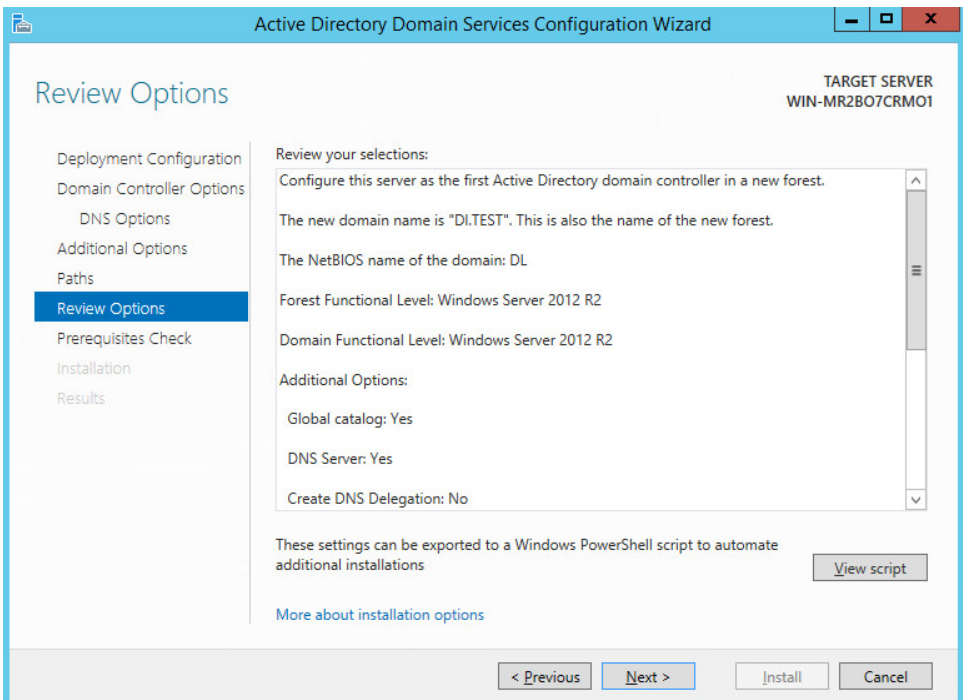 Active Directory Domain Services Configuration Wizard
Review Options
TARGET SERVER
WIN-MR2BO7CRMO1
Deployment Configuration
Domain Controller Options
DNS Options
Additional Options
Paths
Review Options
Prerequisites Check
Installation
Results
Review your selections:
Configure this server as the first Active Directory domain controller in a new forest.
The new domain name is "DI.TEST". This is also the name of the new forest.
The NetBIOS name of the domain: DL
Forest Functional Level: Windows Server 2012 R2
Domain Functional Level: Windows Server 2012 R2
Additional Options:
Global catalog: Yes
DNS Server: Yes
Create DNS Delegation: No
These settings can be exported to a Windows PowerShell script to automate
additional installations
View script
More about installation options
< Previous
Next >
Install
Cancel